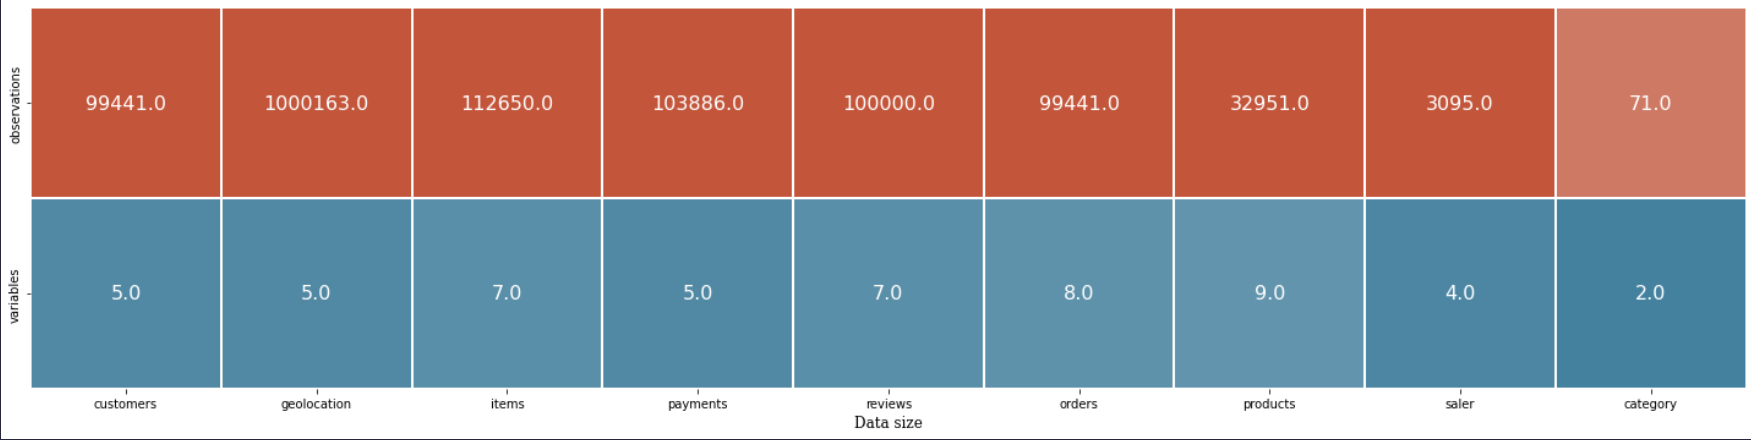 observations
99441.0 1000163.0 112650.0 103886.0 100000.0 99441.0 32951.0 3095.0 71.0
variables
5.0 5.0 7.0 5.0 7.0 8.0 9.0 4.0 2.0
customers geolocation items payments reviews orders products saler category
Data size